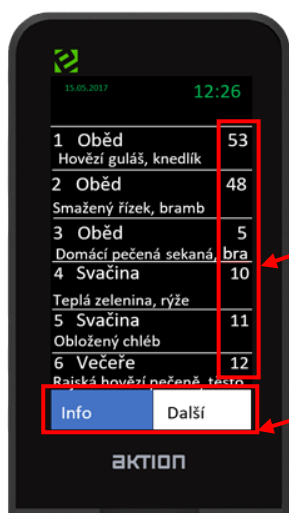 15.05.2017 12:26
1 Oběd 53
Hovězí guláš, knedlík
2 Oběd 48
Smažený řízek, bramb
3 Oběd 5
Domácí pečená sekaná, bra
4 Svačina 10
Teplá zelenina, rýže
5 Svačina 11
Obložený chléb
6 Večeře 12
Rajská hovězí pečeně, těsto
Info Další
aktion